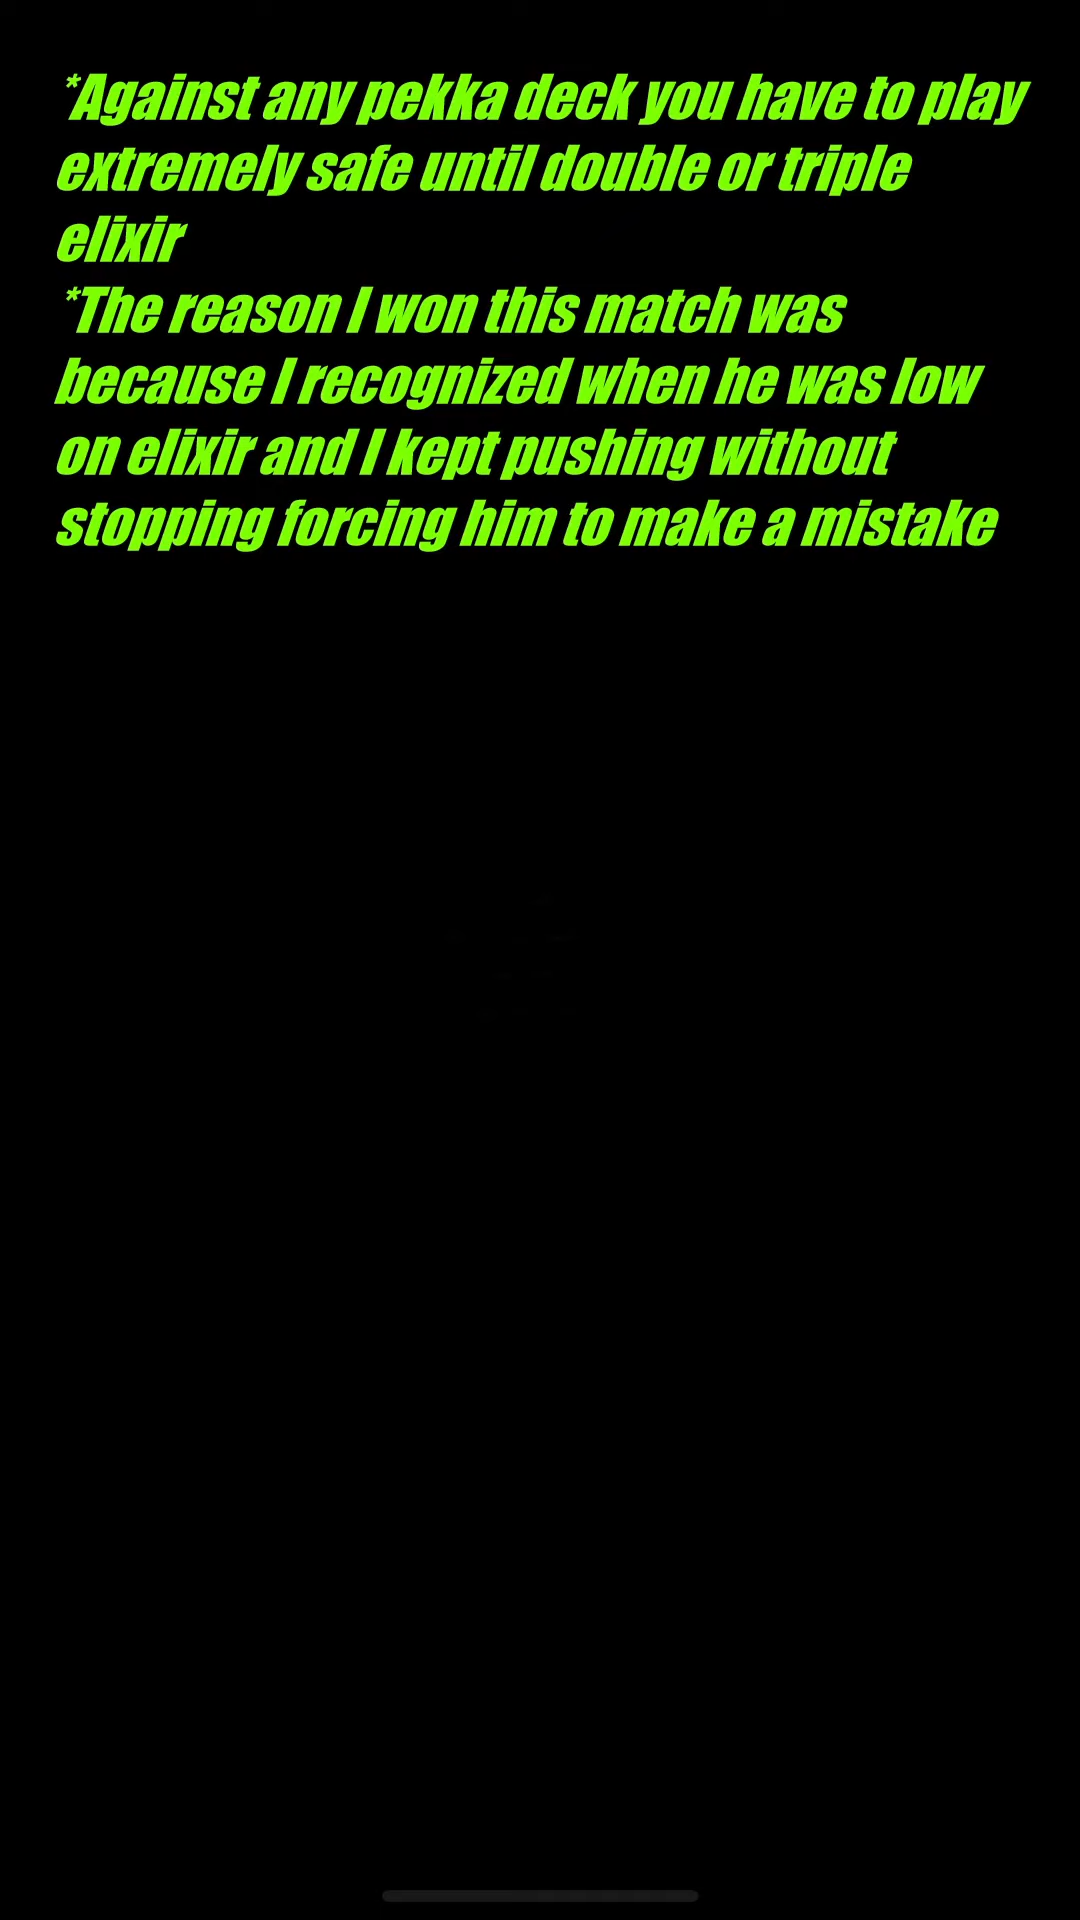 *Against any pekka deck you have to play
extremely safe until double or triple
elixir
*The reason I won this match was
because I recognized when he was low
on elixir and I kept pushing without
stopping forcing him to make a mistake